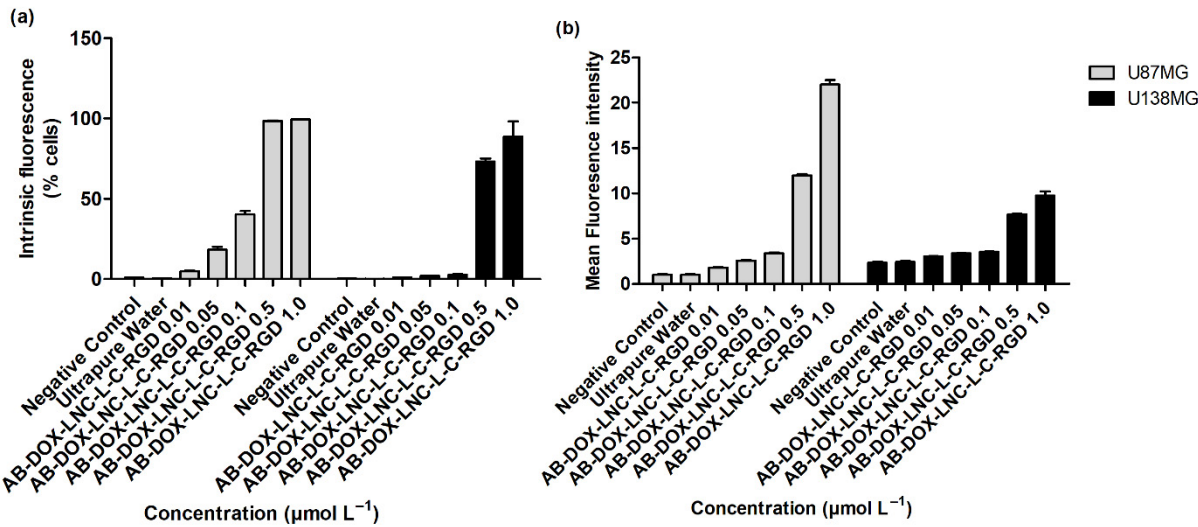 (a)
Intrinsic fluorescence
(% cells)
150
100
50
0
Negative Control
Ultrapure Water
AB-DOX-LNC-L-C-RGD 0.01
AB-DOX-LNC-L-C-RGD 0.05
AB-DOX-LNC-L-C-RGD 0.1
AB-DOX-LNC-L-C-RGD 0.5
AB-DOX-LNC-L-C-RGD 1.0
Negative Control
Ultrapure Water
AB-DOX-LNC-L-C-RGD 0.01
AB-DOX-LNC-L-C-RGD 0.05
AB-DOX-LNC-L-C-RGD 0.1
AB-DOX-LNC-L-C-RGD 0.5
AB-DOX-LNC-L-C-RGD 1.0
Concentration (µmol L⁻¹)
(b)
Mean Fluoresence intensity
25
20
15
10
5
0
Negative Control
Ultrapure Water
AB-DOX-LNC-L-C-RGD 0.01
AB-DOX-LNC-L-C-RGD 0.05
AB-DOX-LNC-L-C-RGD 0.1
AB-DOX-LNC-L-C-RGD 0.5
AB-DOX-LNC-L-C-RGD 1.0
Negative Control
Ultrapure Water
AB-DOX-LNC-L-C-RGD 0.01
AB-DOX-LNC-L-C-RGD 0.05
AB-DOX-LNC-L-C-RGD 0.1
AB-DOX-LNC-L-C-RGD 0.5
AB-DOX-LNC-L-C-RGD 1.0
Concentration (µmol L⁻¹)
U87MG
U138MG